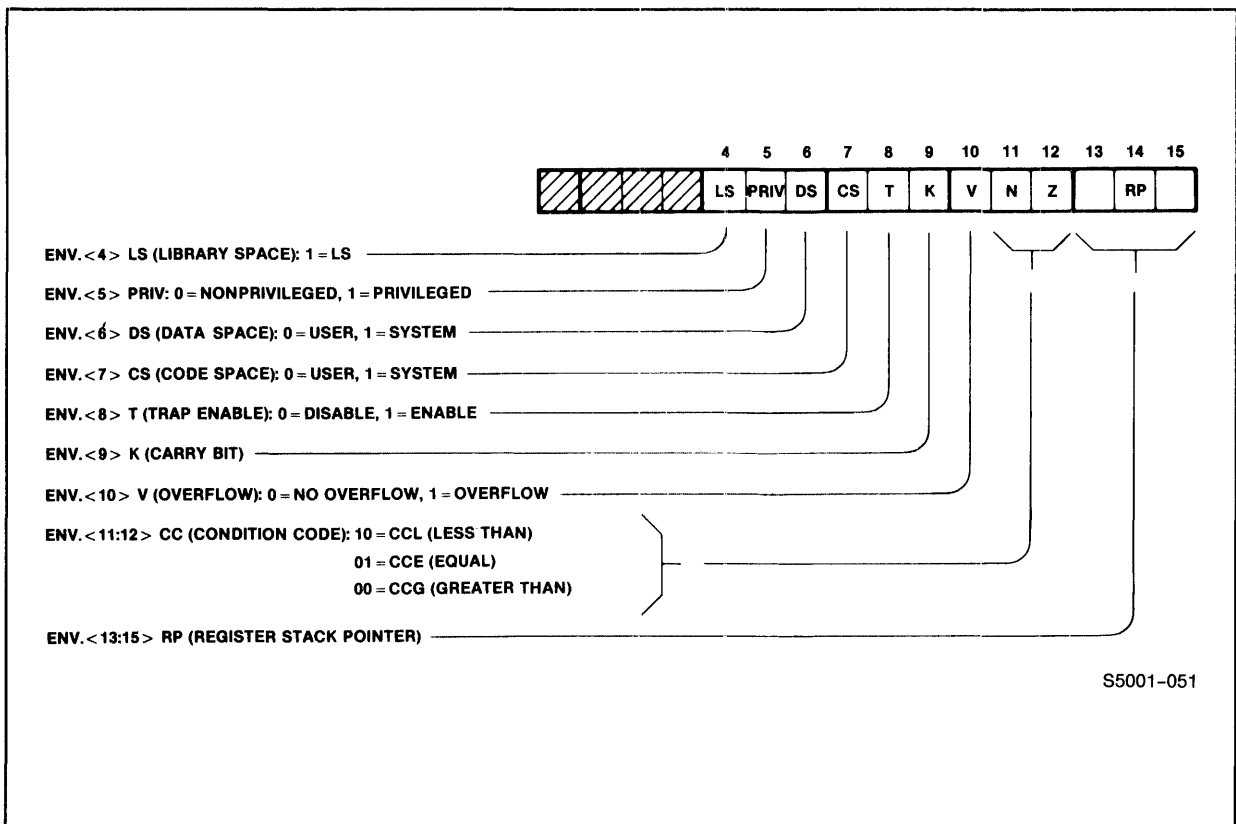 4 5 6 7 8 9 10 11 12 13 14 15
LS PRIV DS CS T K V N Z RP
ENV.<4> LS (LIBRARY SPACE): 1 = LS
ENV.<5> PRIV: 0 = NONPRIVILEGED, 1 = PRIVILEGED
ENV.<6> DS (DATA SPACE): 0 = USER, 1 = SYSTEM
ENV.<7> CS (CODE SPACE): 0 = USER, 1 = SYSTEM
ENV.<8> T (TRAP ENABLE): 0 = DISABLE, 1 = ENABLE
ENV.<9> K (CARRY BIT)
ENV.<10> V (OVERFLOW): 0 = NO OVERFLOW, 1 = OVERFLOW
ENV.<11:12> CC (CONDITION CODE): 10 = CCL (LESS THAN)
01 = CCE (EQUAL)
00 = CCG (GREATER THAN)
ENV.<13:15> RP (REGISTER STACK POINTER)
S5001-051